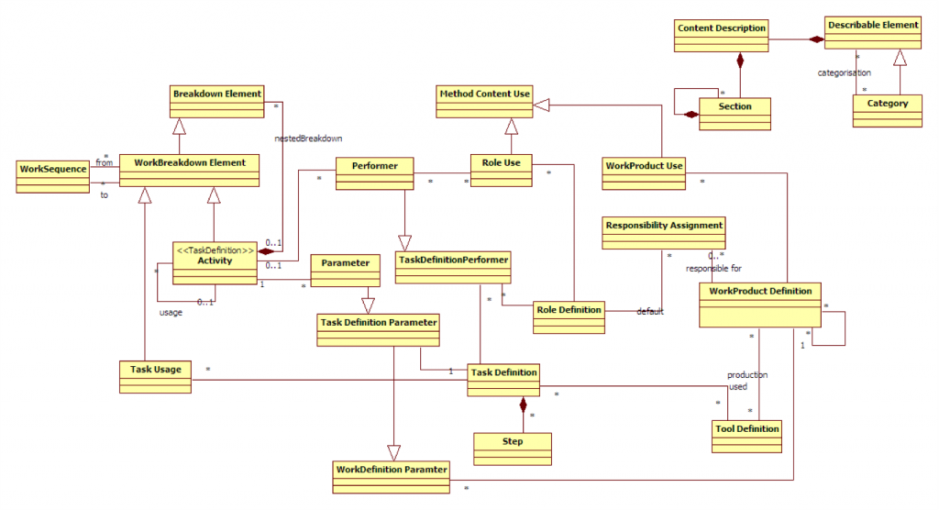 Content Description
Describable Element
*
categorisation
*
*
Section
Category
Breakdown Element
*
Method Content Use
nestedBreakdown
WorkSequence
*
from
*
to
WorkBreakdown Element
Performer
*
*
*
Role Use
*
WorkProduct Use
*
<<TaskDefinition>>
Activity
0..1
0..1
*
0..1
usage
1
*
Parameter
TaskDefinitionPerformer
*
*
Responsibility Assignment
*
0..*
responsible for
WorkProduct Definition
*
*
1
Role Definition
default
Task Definition Parameter
1
Task Usage
*
Task Definition
*
*
production
used
*
*
Tool Definition
*
Step
WorkDefinition Paramter
*